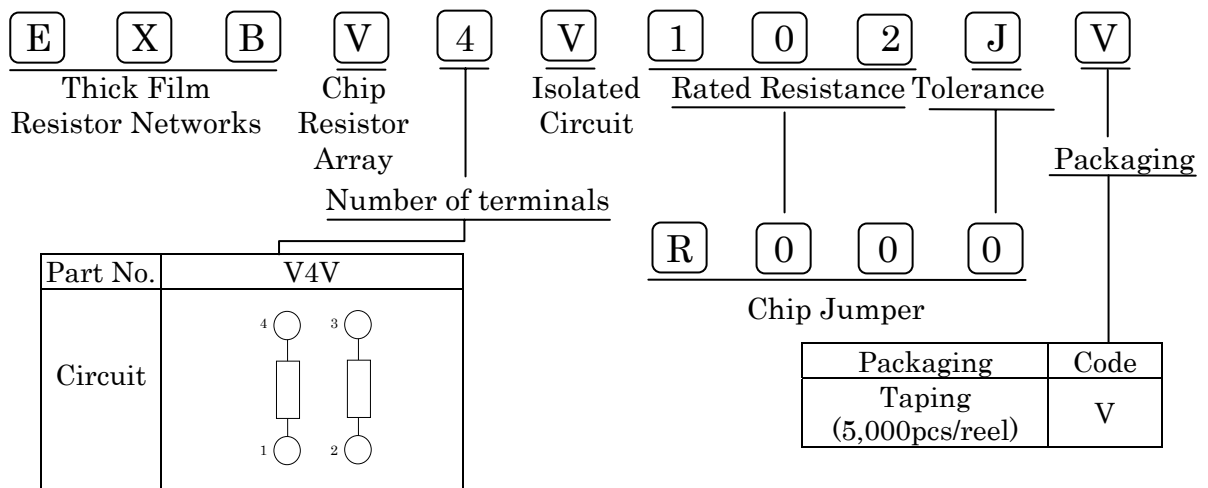 E X B V 4 V 1 0 2 J V
Thick Film
Resistor Networks
Chip
Resistor
Array
Isolated
Circuit
Rated Resistance
Tolerance
Packaging
Number of terminals
R 0 0 0
Chip Jumper
Part No. V4V
Circuit
4 3
1 2
Packaging Code
Taping
(5,000pcs/reel)
V